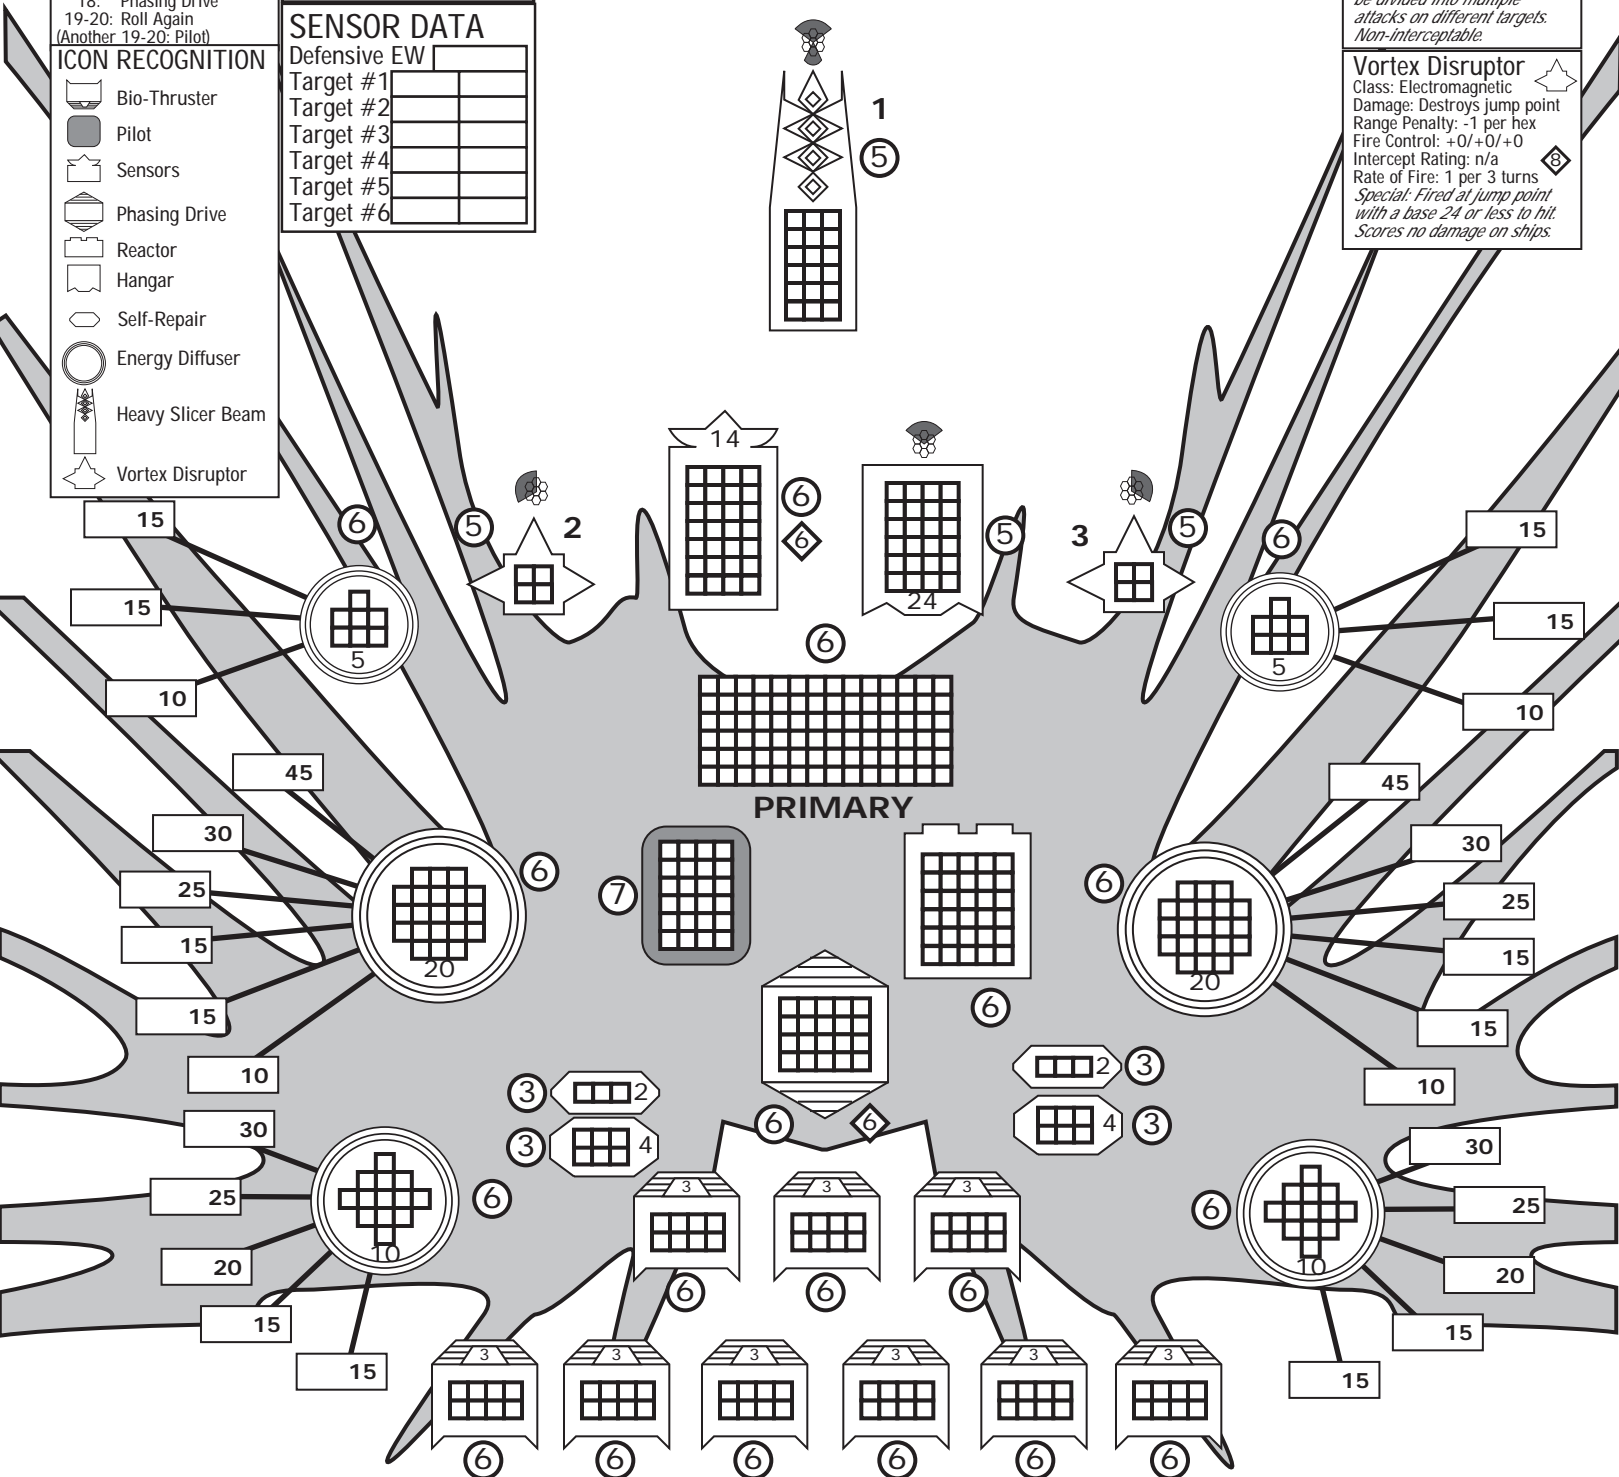 18: Phasing Drive
19-20: Roll Again
(Another 19-20: Pilot)
ICON RECOGNITION
Bio-Thruster
Pilot
Sensors
Phasing Drive
Reactor
Hangar
Self-Repair
Energy Diffuser
Heavy Slicer Beam
Vortex Disruptor
SENSOR DATA
Defensive EW
Target #1
Target #2
Target #3
Target #4
Target #5
Target #6
be divided into multiple
attacks on different targets.
Non-interceptable.
Vortex Disruptor
Class: Electromagnetic
Damage: Destroys jump point
Range Penalty: -1 per hex
Fire Control: +0/+0/+0
Intercept Rating: n/a
8
Rate of Fire: 1 per 3 turns
Special: Fired at jump point
with a base 24 or less to hit.
Scores no damage on ships.
1
5
14
6
6
24
5
2
5
3
5
6
6
15
15
10
5
15
15
10
5
6
PRIMARY
45
30
25
15
15
10
20
6
7
6
6
45
30
25
15
15
10
20
6
6
3
2
3
4
2
3
4
3
30
25
20
15
15
10
6
30
25
20
15
15
10
6
3
3
3
6
6
6
3
3
3
3
3
3
6
6
6
6
6
6